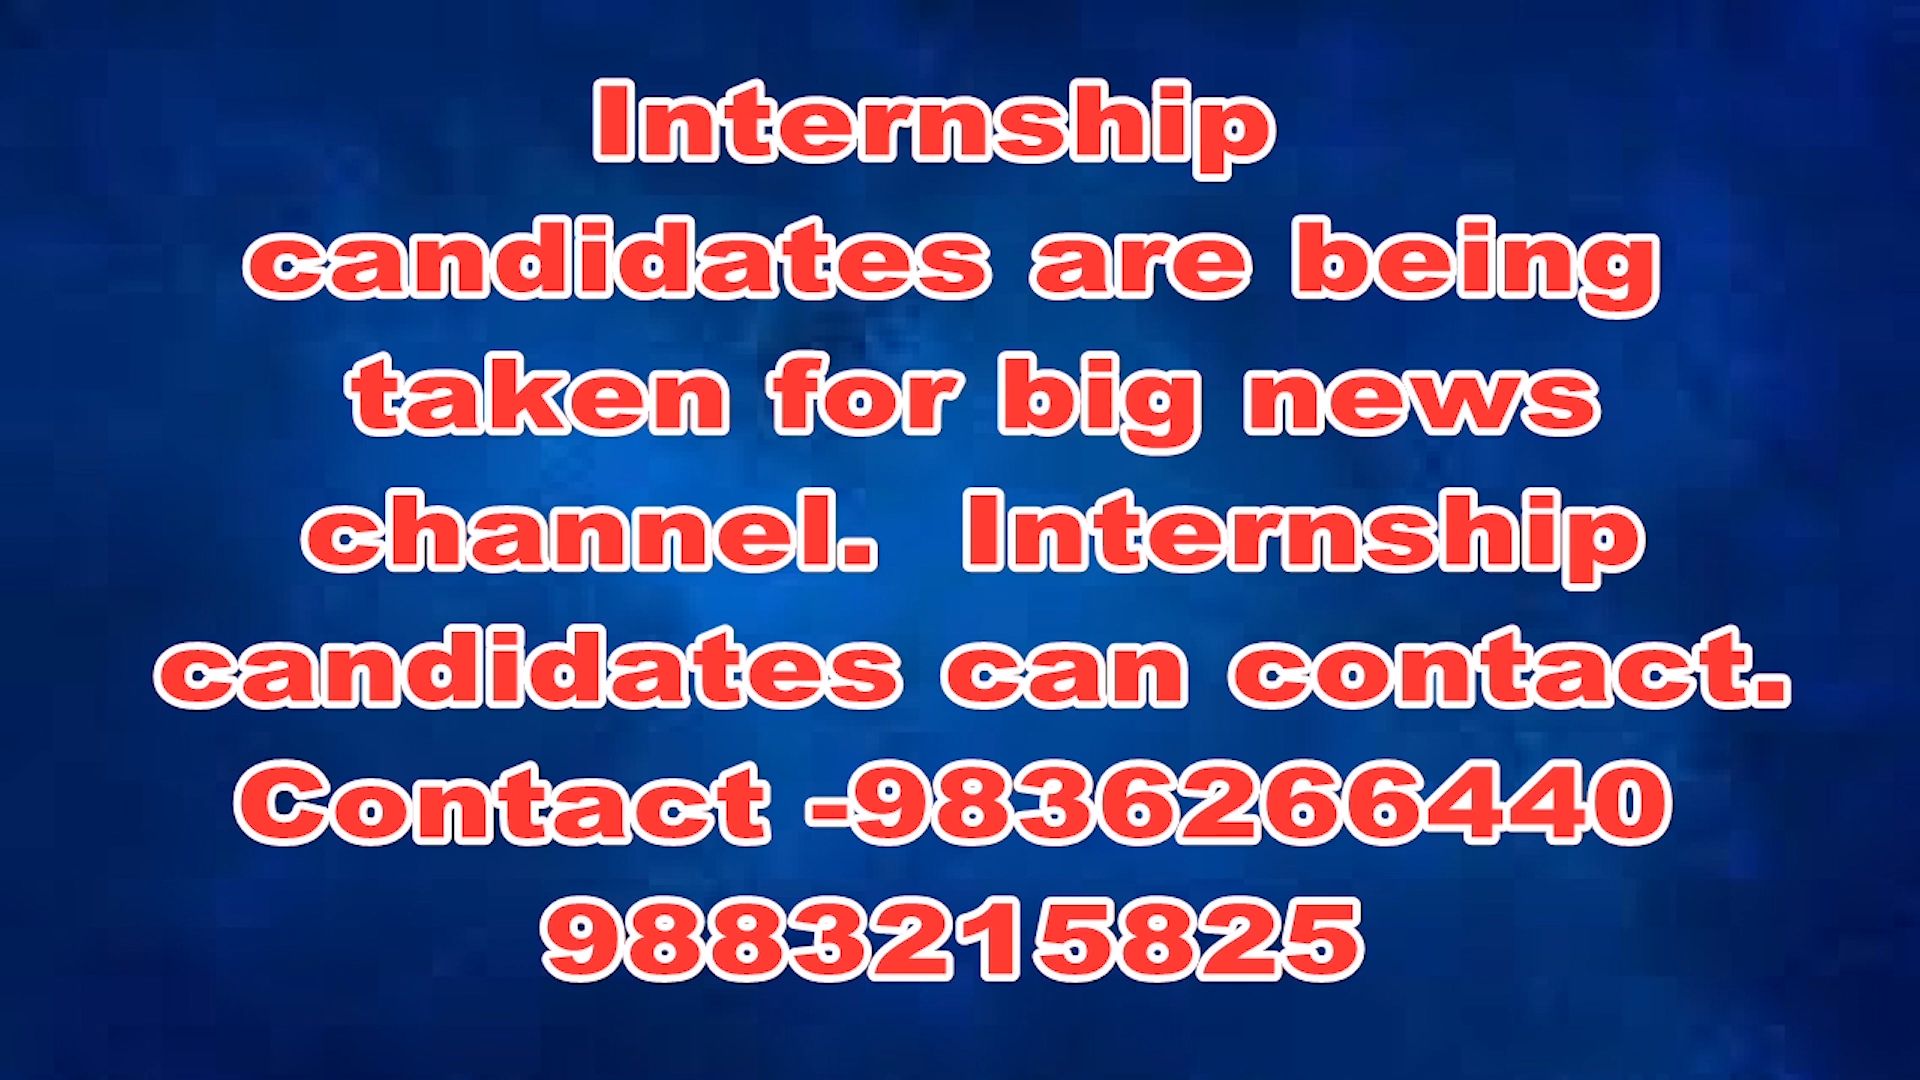 Internship
candidates are being
taken for big news
channel.  Internship
candidates can contact.
Contact -9836266440
9883215825